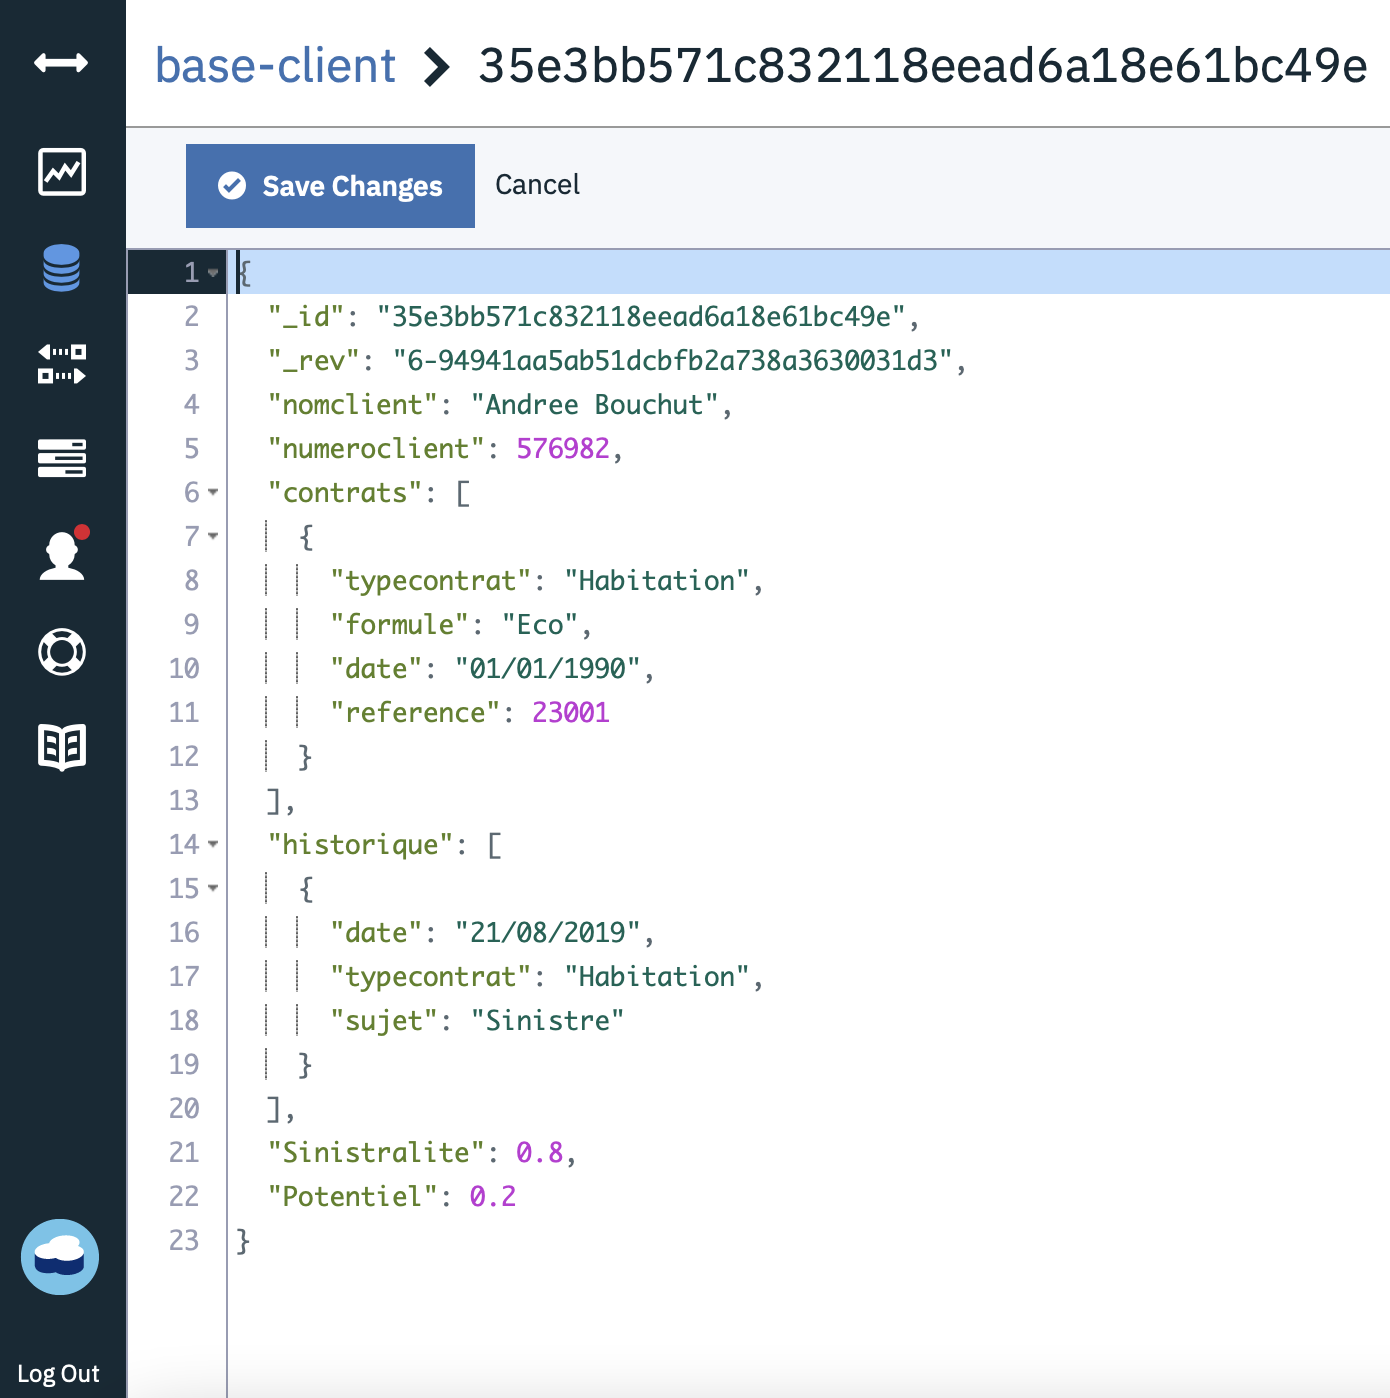 base-client > 35e3bb571c832118eead6a18e61bc49e
Save Changes Cancel
1 {
2 "_id": "35e3bb571c832118eead6a18e61bc49e",
3 "_rev": "6-94941aa5ab51dcbfb2a738a3630031d3",
4 "nomclient": "Andree Bouchut",
5 "numeroclient": 576982,
6 "contrats": [
7 {
8 "typecontrat": "Habitation",
9 "formule": "Eco",
10 "date": "01/01/1990",
11 "reference": 23001
12 }
13 ],
14 "historique": [
15 {
16 "date": "21/08/2019",
17 "typecontrat": "Habitation",
18 "sujet": "Sinistre"
19 }
20 ],
21 "Sinistralite": 0.8,
22 "Potentiel": 0.2
23 }
Log Out